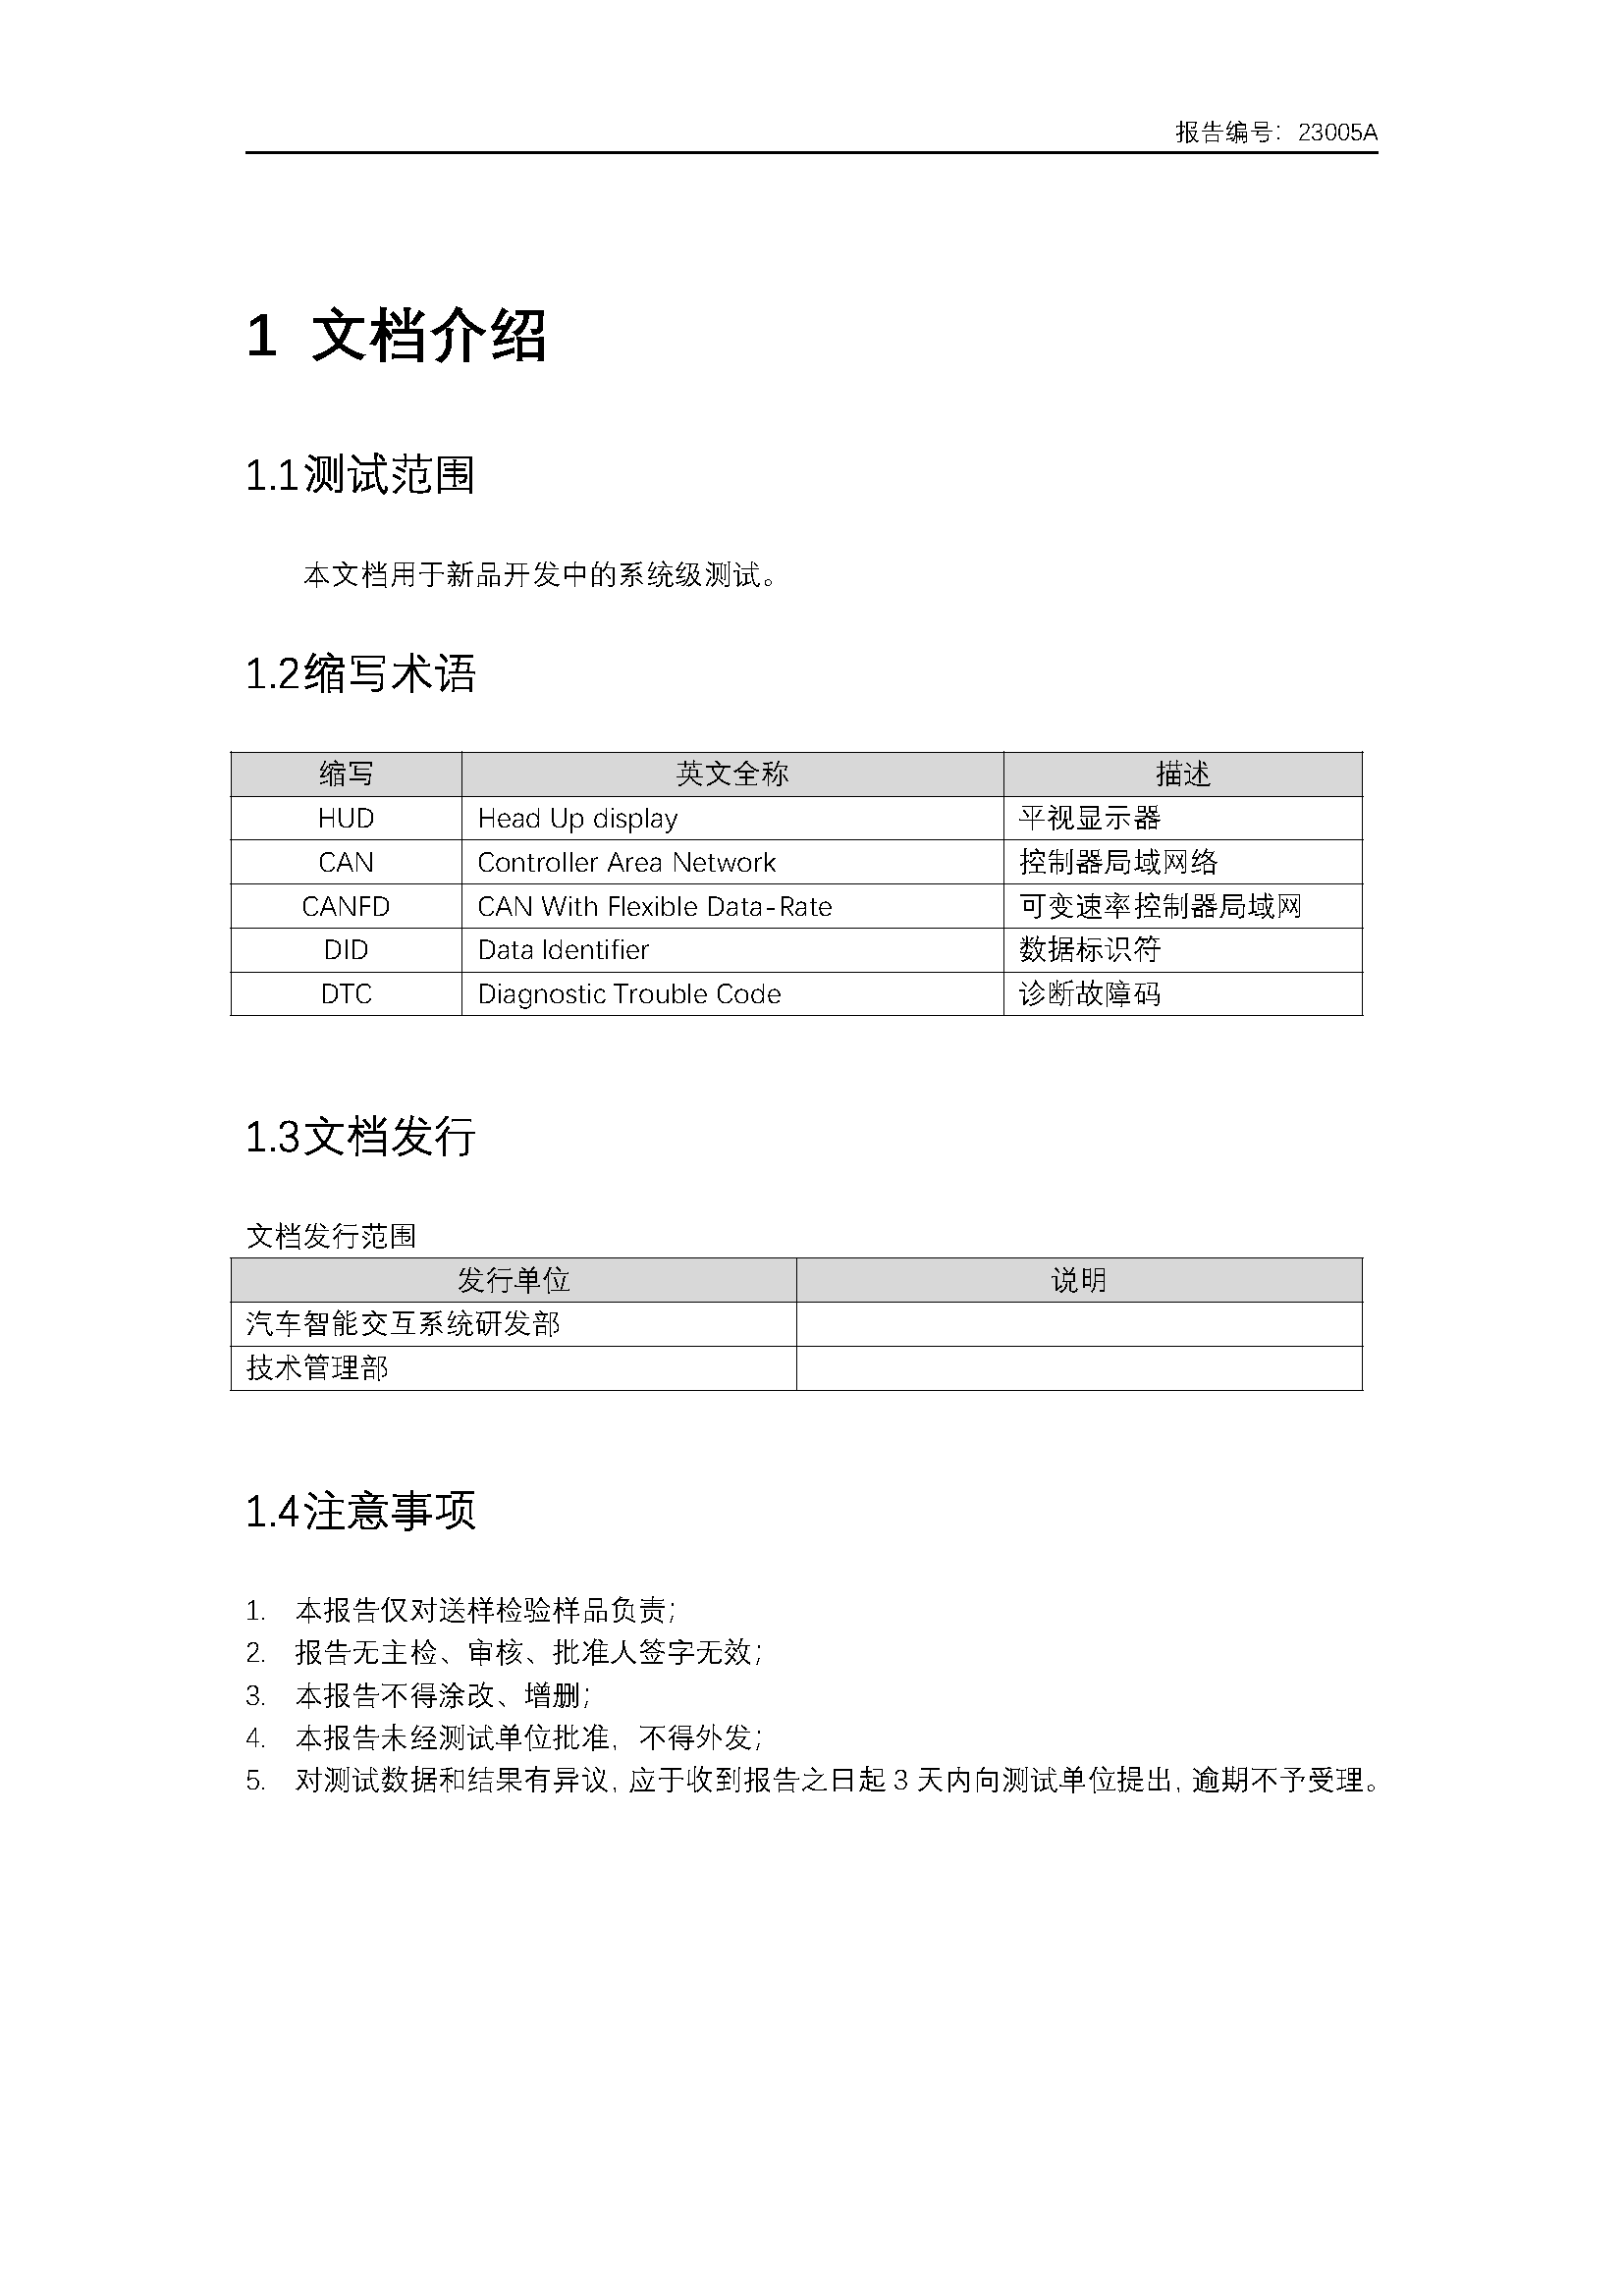 报告编号：23005A
1 文档介绍
1.1测试范围
本文档用于新品开发中的系统级测试。
1.2缩写术语
缩写 英文全称 描述
HUD Head Up display 平视显示器
CAN Controller Area Network 控制器局域网络
CANFD CAN With Flexible Data-Rate 可变速率控制器局域网
DID Data Identifier 数据标识符
DTC Diagnostic Trouble Code 诊断故障码
1.3文档发行
文档发行范围
发行单位 说明
汽车智能交互系统研发部
技术管理部
1.4注意事项
1. 本报告仅对送样检验样品负责；
2. 报告无主检、审核、批准人签字无效；
3. 本报告不得涂改、增删；
4. 本报告未经测试单位批准，不得外发；
5. 对测试数据和结果有异议，应于收到报告之日起 3 天内向测试单位提出，逾期不予受理。